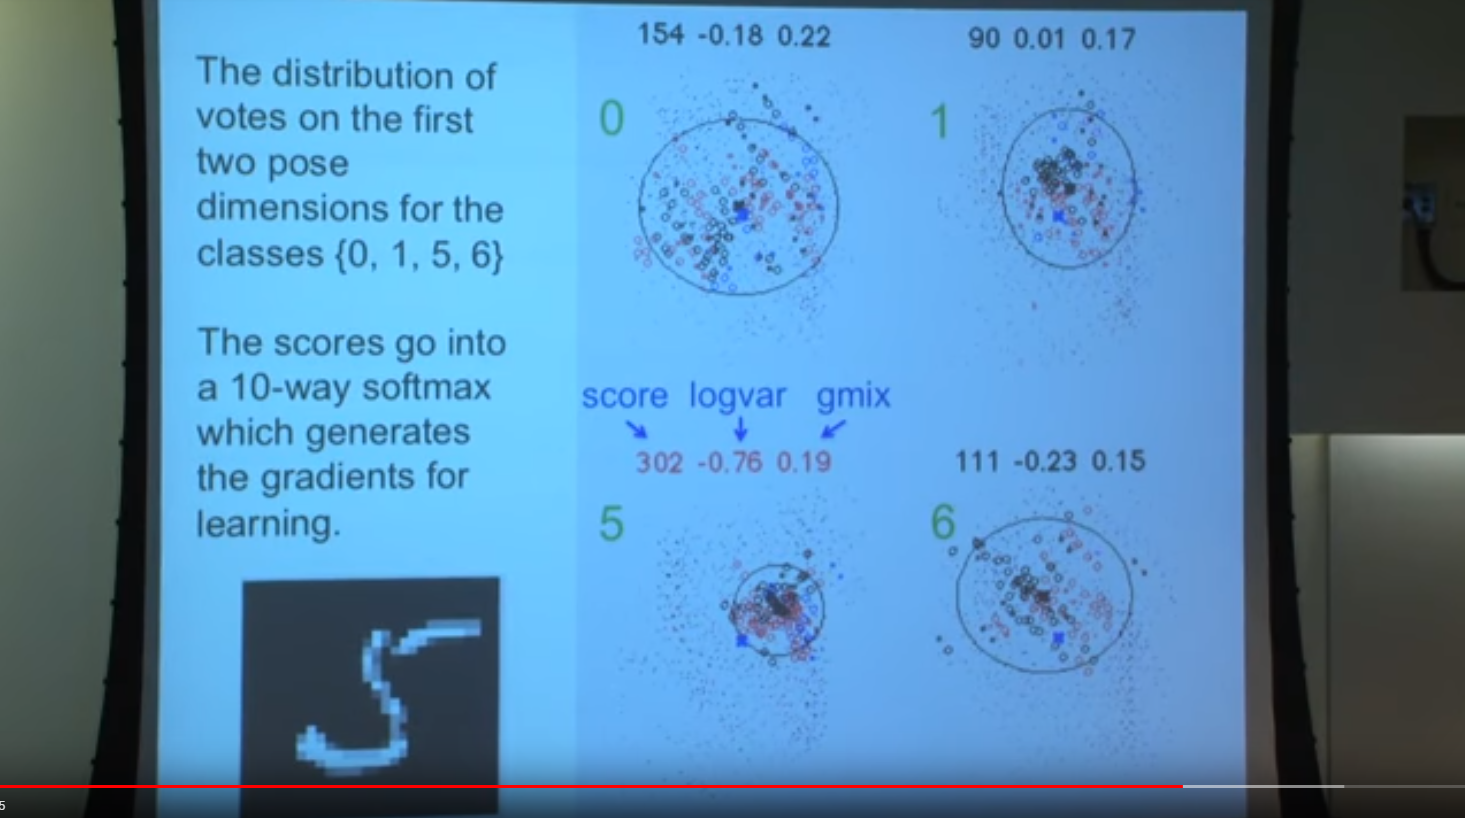 The distribution of
votes on the first
two pose
dimensions for the
classes {0, 1, 5, 6}
The scores go into
a 10-way softmax
which generates
the gradients for
learning.
154 -0.18 0.22
0
90 0.01 0.17
1
score logvar gmix
302 -0.76 0.19
5
111 -0.23 0.15
6
5